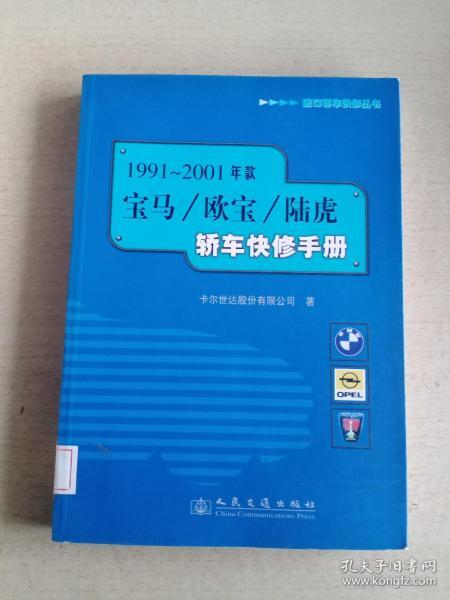 ▶▶▶▶ 进口轿车快修丛书
1991~2001年款
宝马/欧宝/陆虎
轿车快修手册
卡尔世达股份有限公司 著
OPEL
ROVER
人民交通出版社
China Communications Press
孔夫子旧书网
www.kongfz.com